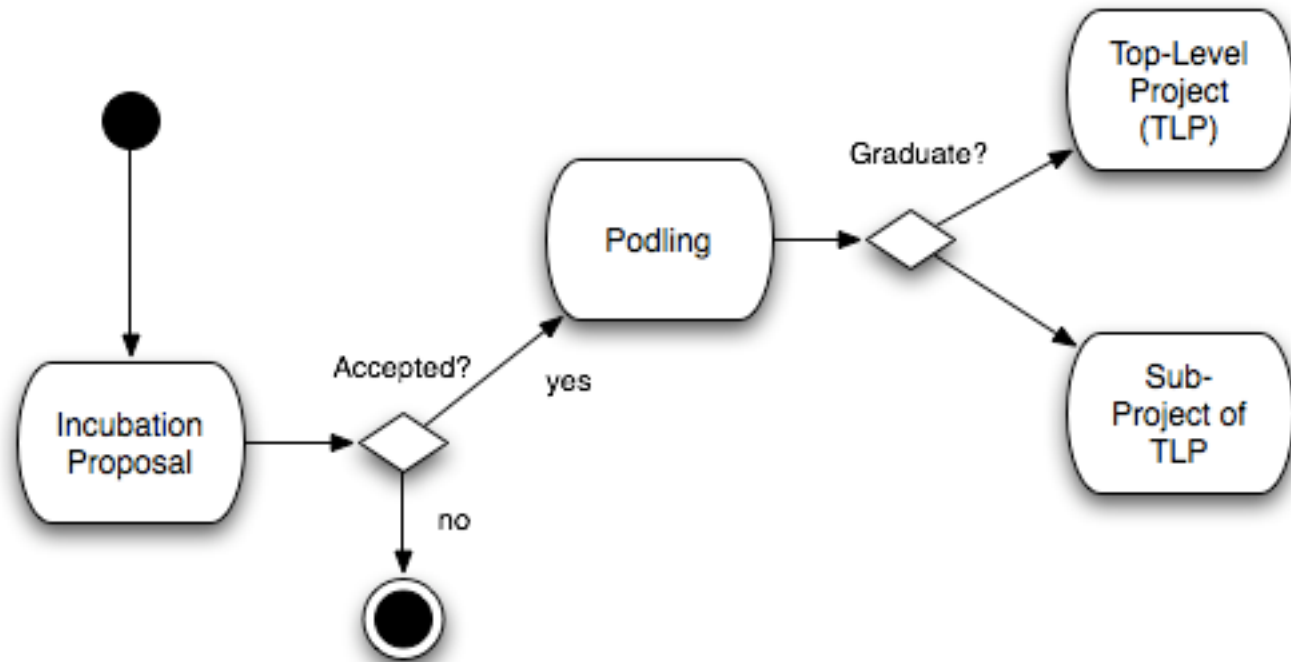 Top-Level
Project
(TLP)
Graduate?
Podling
Accepted?
yes
Sub-
Project of
TLP
Incubation
Proposal
no